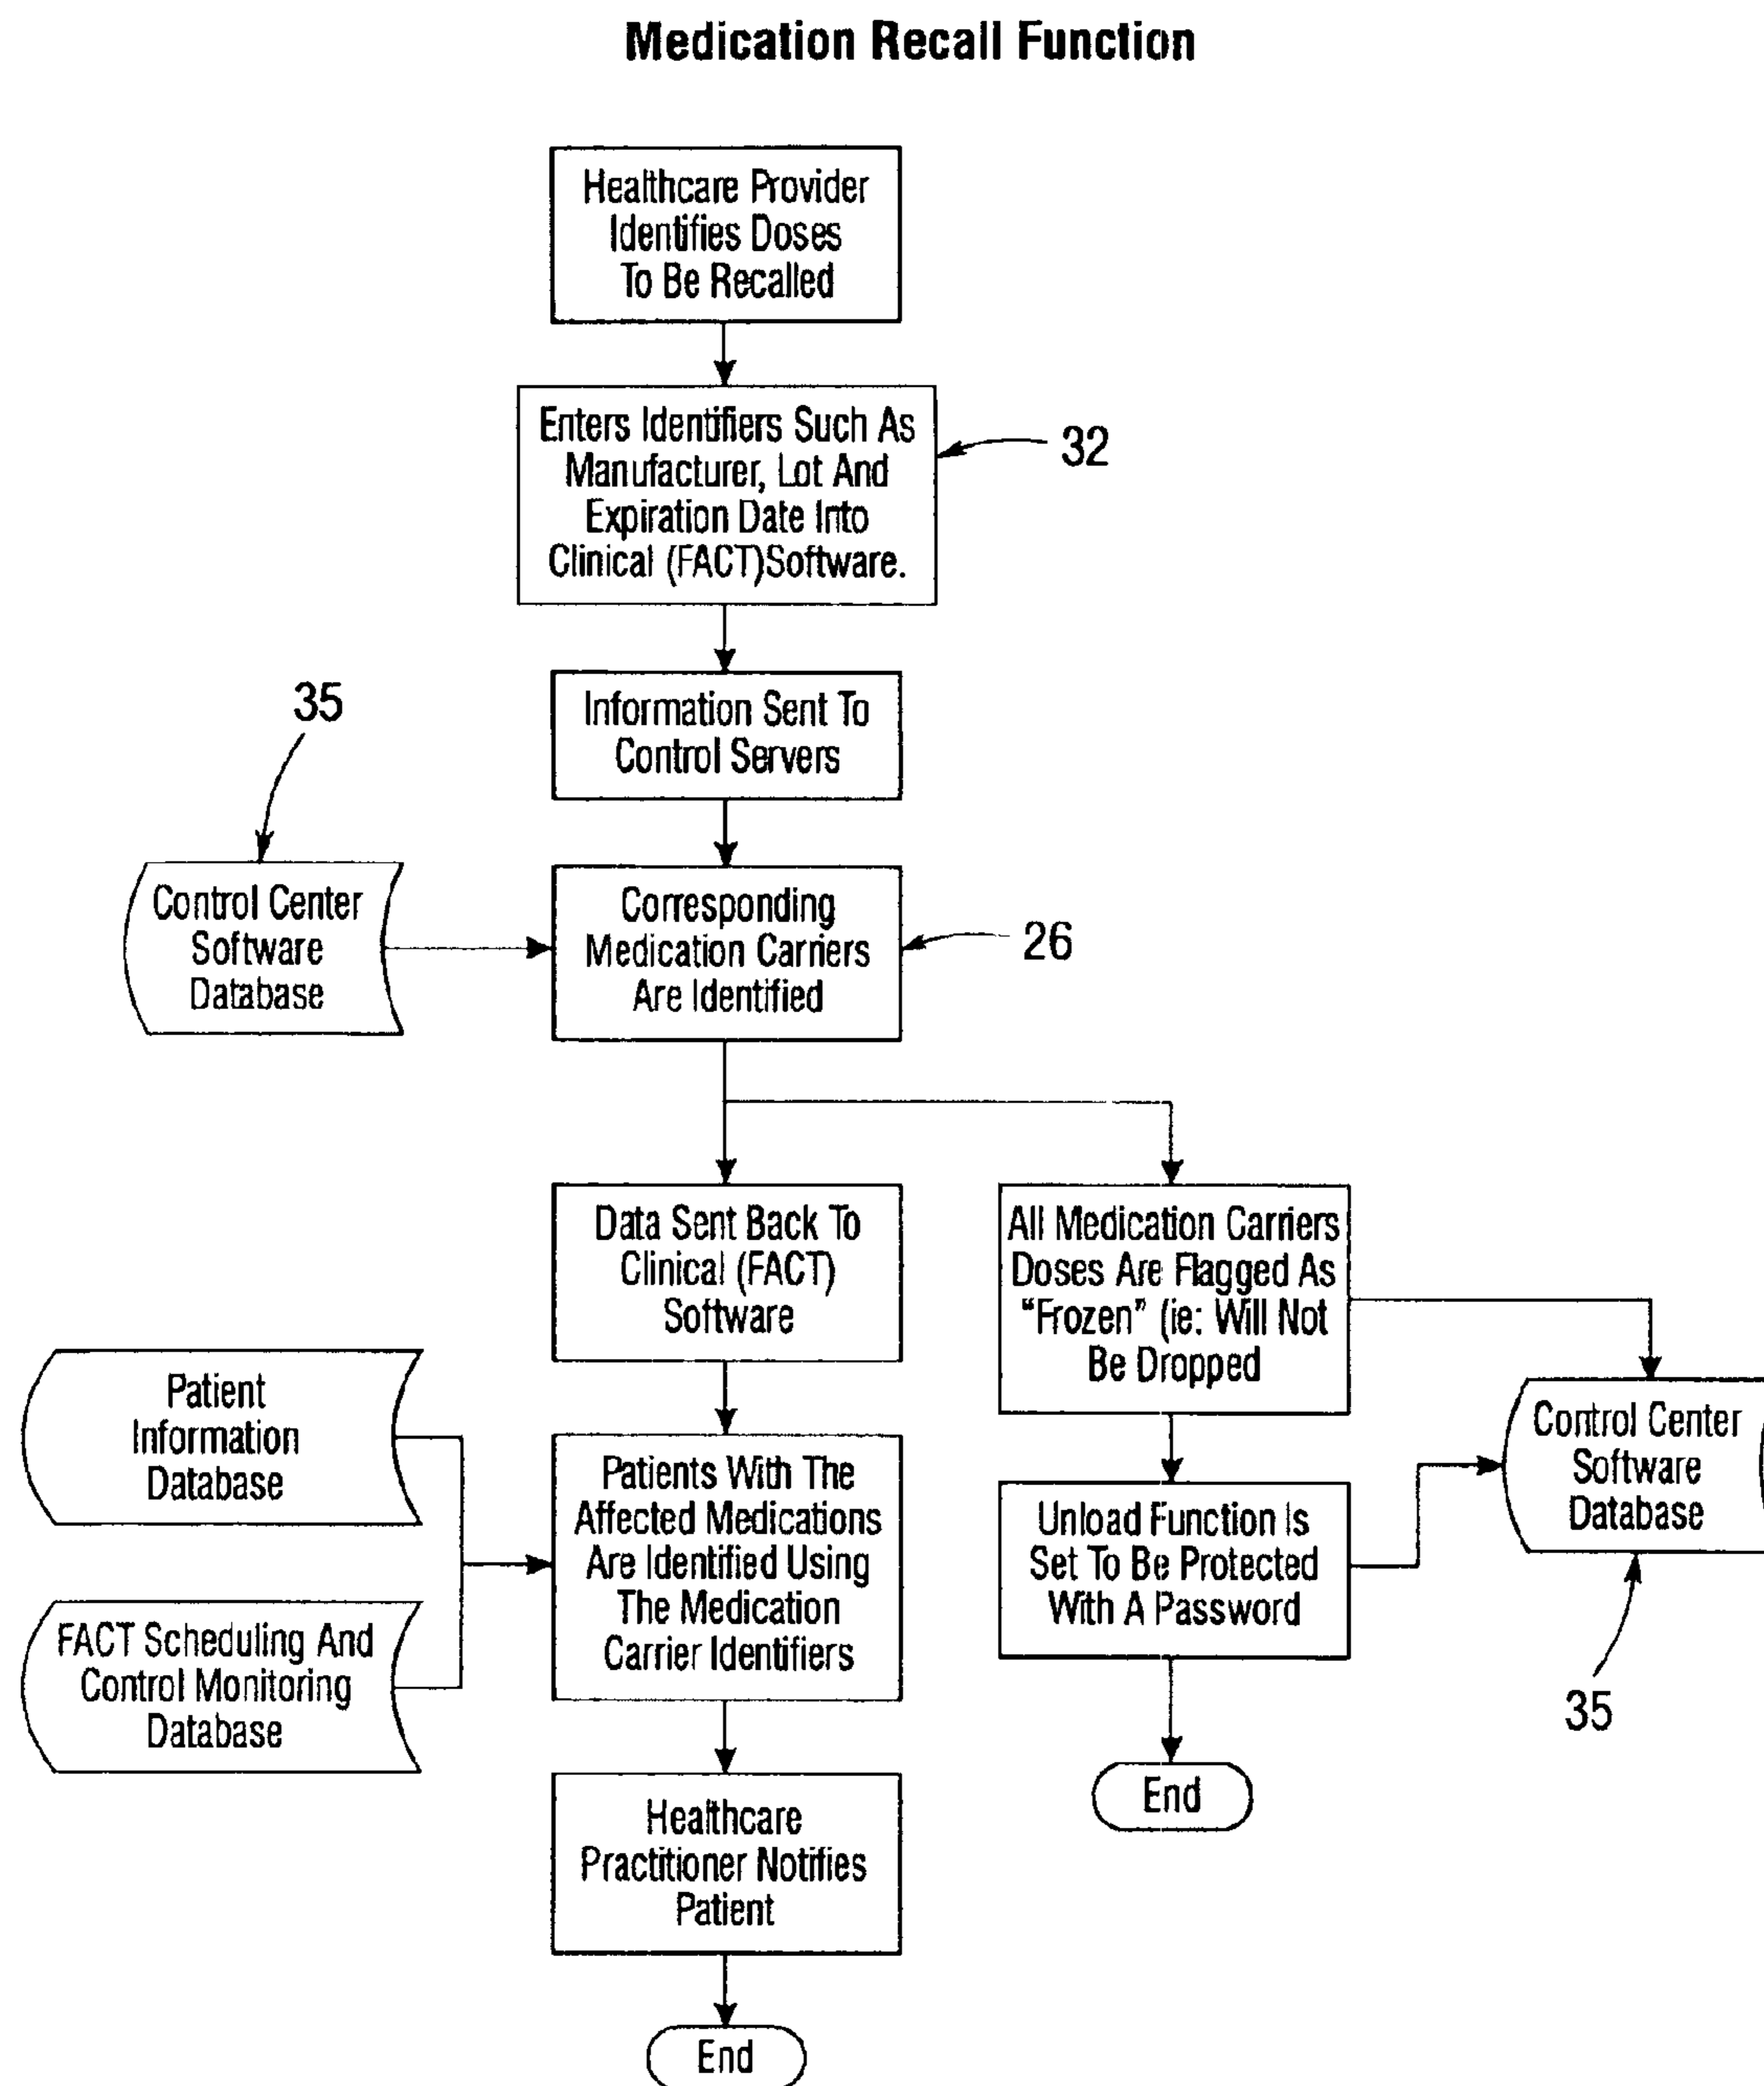 Medication Recall Function
Healthcare Provider
Identifies Doses
To Be Recalled
Enters Identifiers Such As
Manufacturer, Lot And
Expiration Date Into
Clinical (FACT)Software.
32
Information Sent To
Control Servers
35
Control Center
Software
Database
Corresponding
Medication Carriers
Are Identified
26
Data Sent Back To
Clinical (FACT)
Software
All Medication Carriers
Doses Are Flagged As
“Frozen” (ie: Will Not
Be Dropped
Patient
Information
Database
FACT Scheduling And
Control Monitoring
Database
Patients With The
Affected Medications
Are Identified Using
The Medication
Carrier Identifiers
Unload Function Is
Set To Be Protected
With A Password
Control Center
Software
Database
35
End
Healthcare
Practitioner Notifies
Patient
End